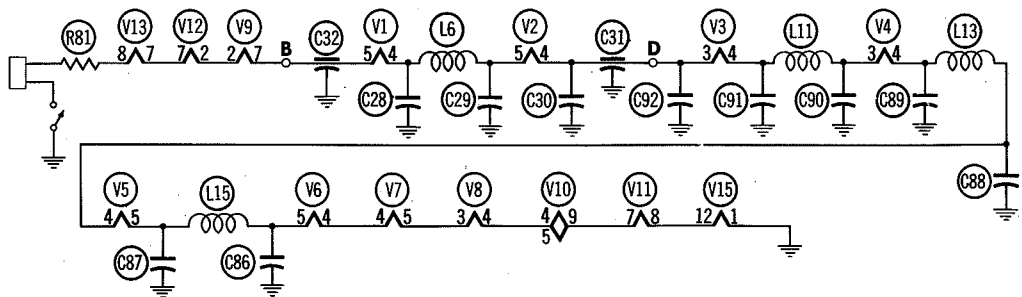 R81 V13 V12 V9 B C32 V1 L6 V2 C31 D V3 L11 V4 L13
8 7 7 2 2 7 5 4 5 4 3 4 3 4
C28 C29 C30 C92 C91 C90 C89
C88
V5 L15 V6 V7 V8 V10 V11 V15
4 5 5 4 4 5 3 4 4 9 7 8 12 1
5
C87 C86